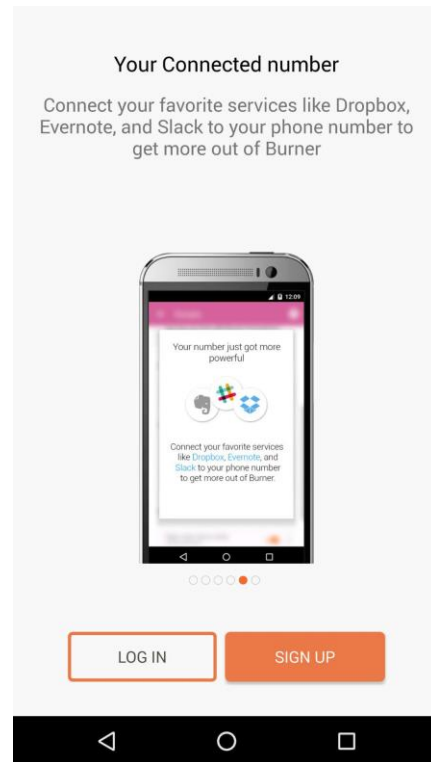 Your Connected number
Connect your favorite services like Dropbox,
Evernote, and Slack to your phone number to
get more out of Burner
12:09
Your number just got more
powerful
Connect your favorite services
like Dropbox, Evernote, and
Slack to your phone number
to get more out of Burner.
LOG IN
SIGN UP